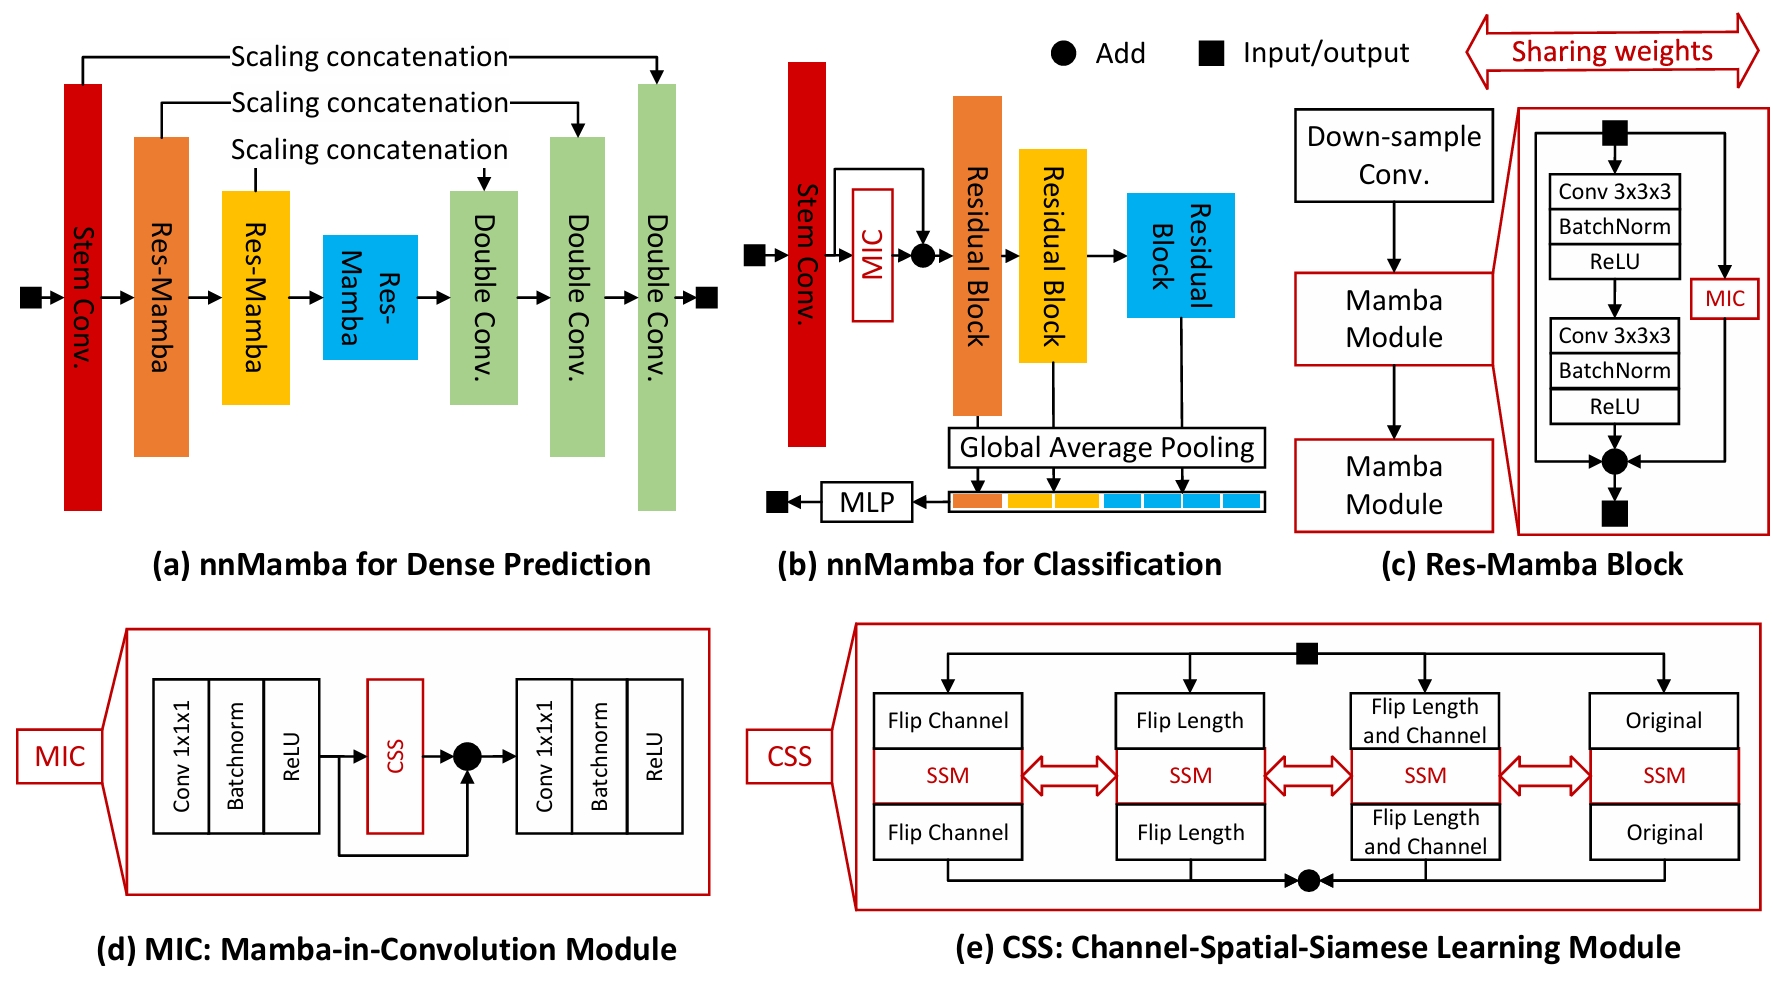 Scaling concatenation
Scaling concatenation
Scaling concatenation
Stem Conv.
Res-Mamba
Res-Mamba
Res-
Mamba
Double Conv.
Double Conv.
Double Conv.
(a) nnMamba for Dense Prediction
Add
Input/output
Sharing weights
Stem Conv.
MIC
Residual Block
Residual Block
Residual
Block
Global Average Pooling
MLP
(b) nnMamba for Classification
Down-sample
Conv.
Mamba
Module
Mamba
Module
Conv 3x3x3
BatchNorm
ReLU
Conv 3x3x3
BatchNorm
ReLU
MIC
(c) Res-Mamba Block
MIC
Conv 1x1x1
Batchnorm
ReLU
CSS
Conv 1x1x1
Batchnorm
ReLU
(d) MIC: Mamba-in-Convolution Module
CSS
Flip Channel
SSM
Flip Channel
Flip Length
SSM
Flip Length
Flip Length
and Channel
SSM
Flip Length
and Channel
Original
SSM
Original
(e) CSS: Channel-Spatial-Siamese Learning Module